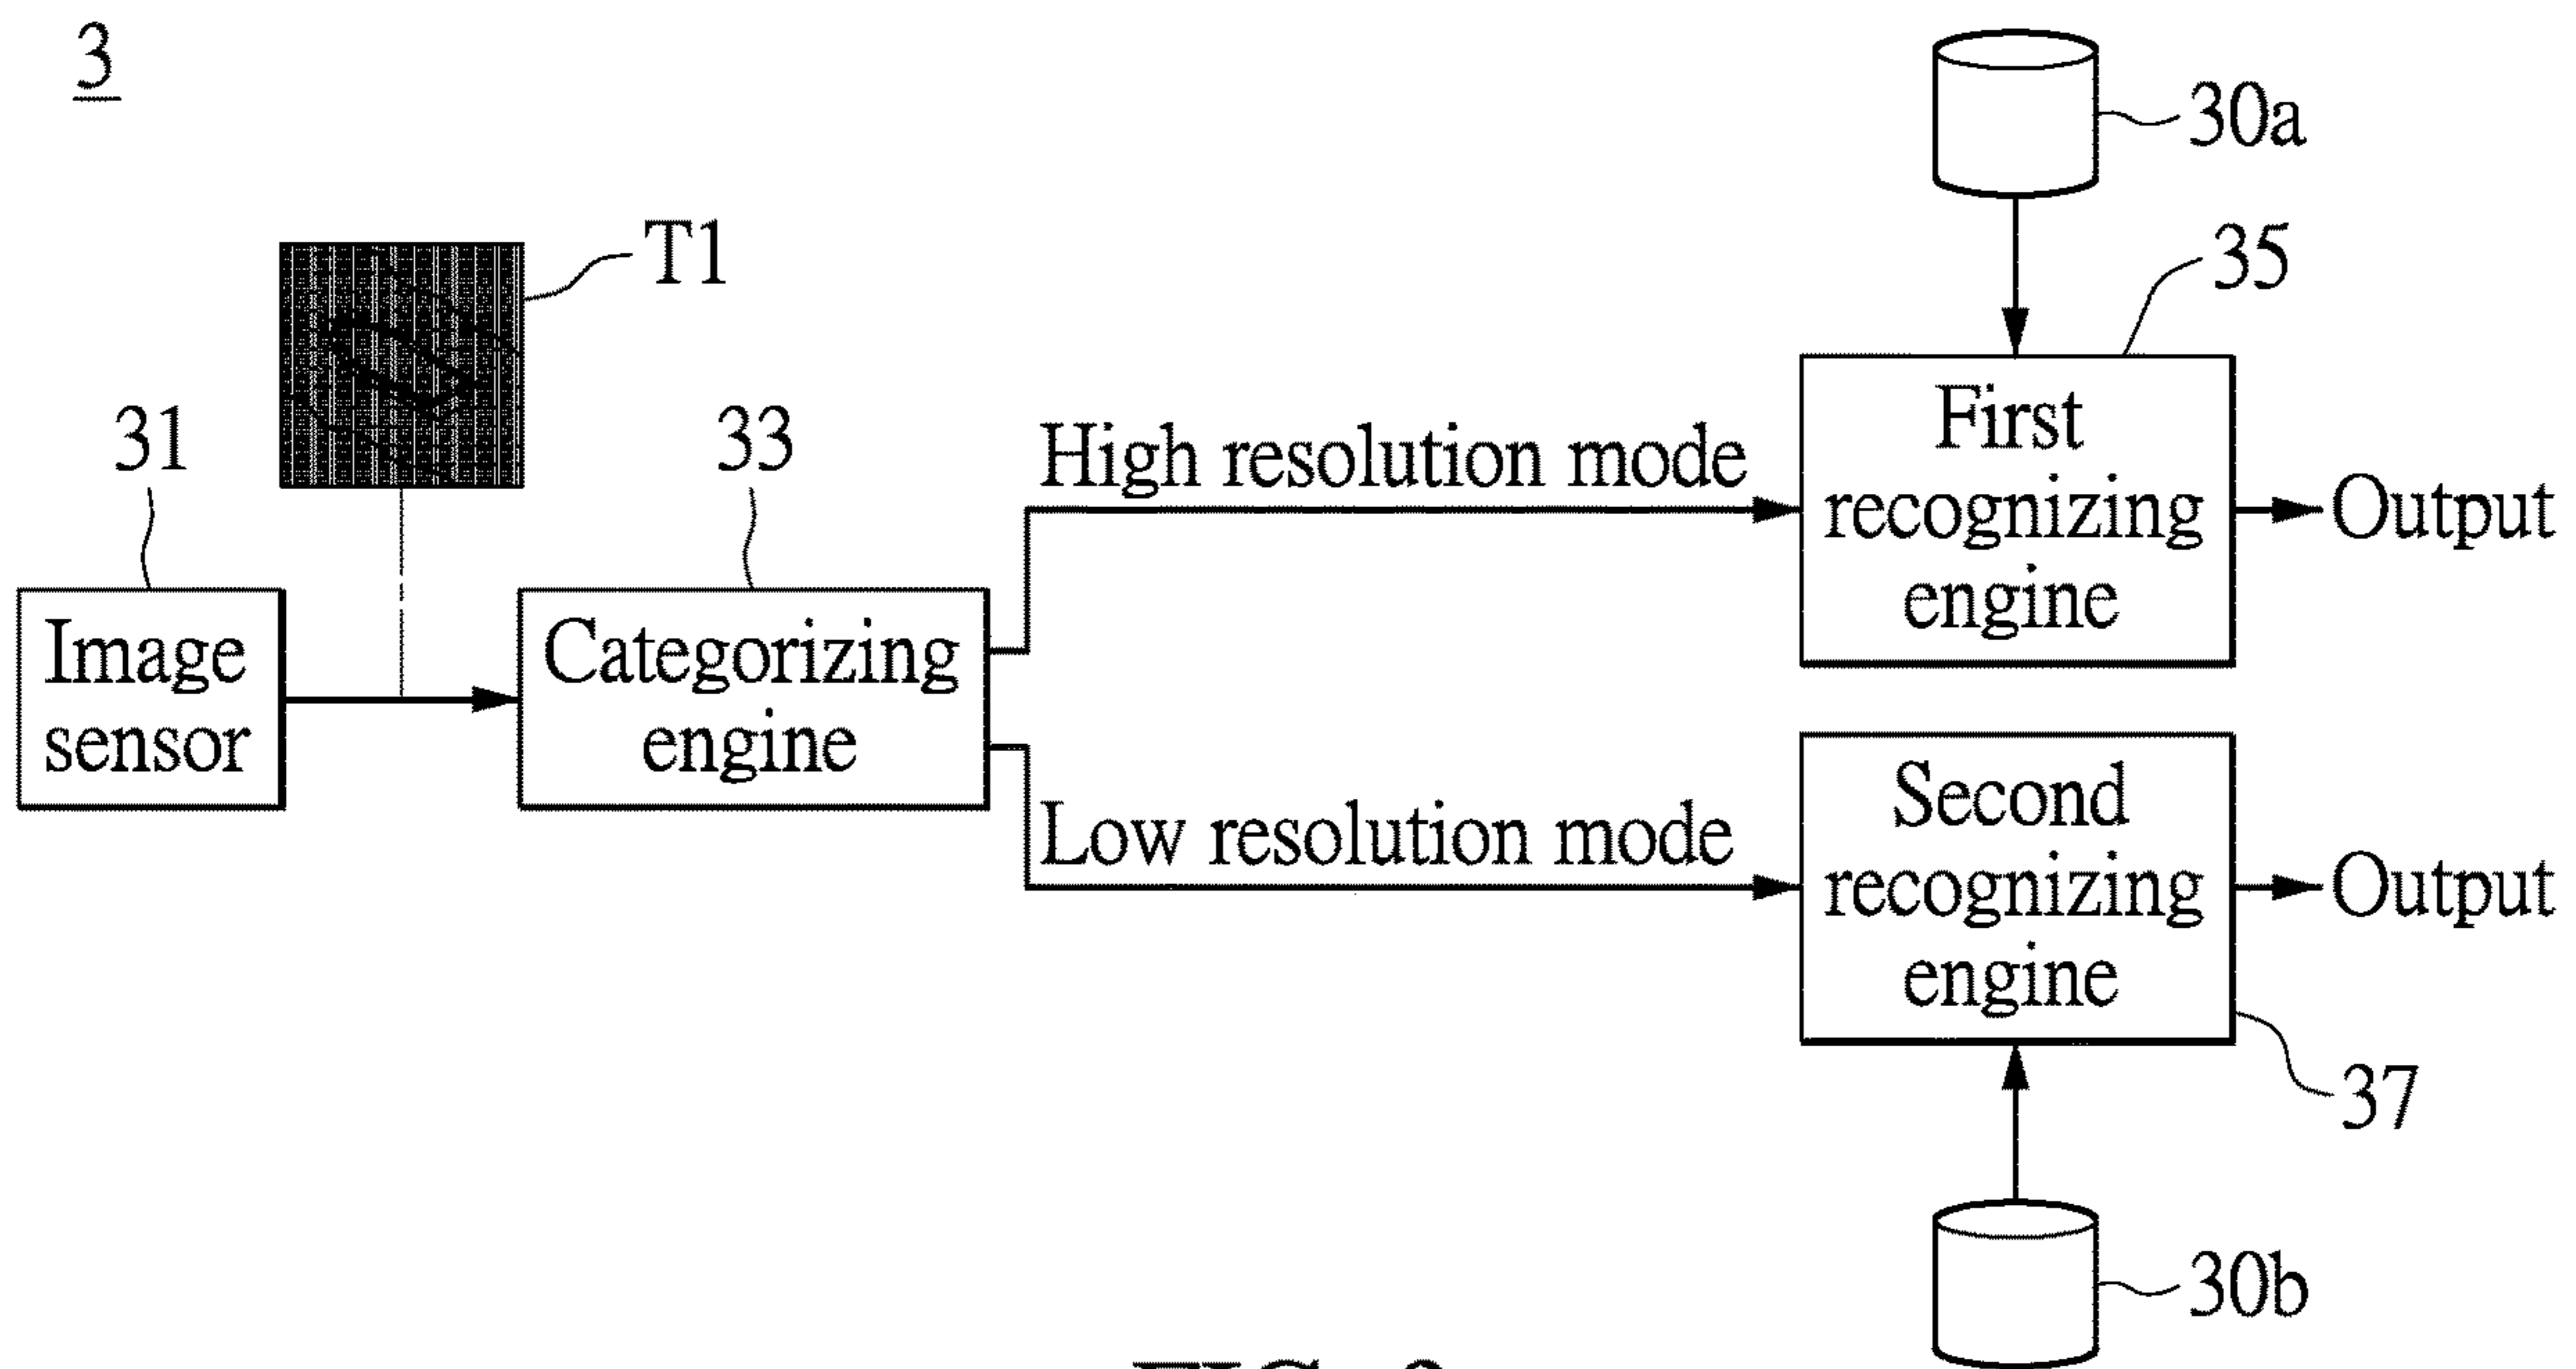 3
30a
T1
35
31
33
High resolution mode
First
recognizing
engine
Output
Image
sensor
Categorizing
engine
Low resolution mode
Second
recognizing
engine
Output
37
30b